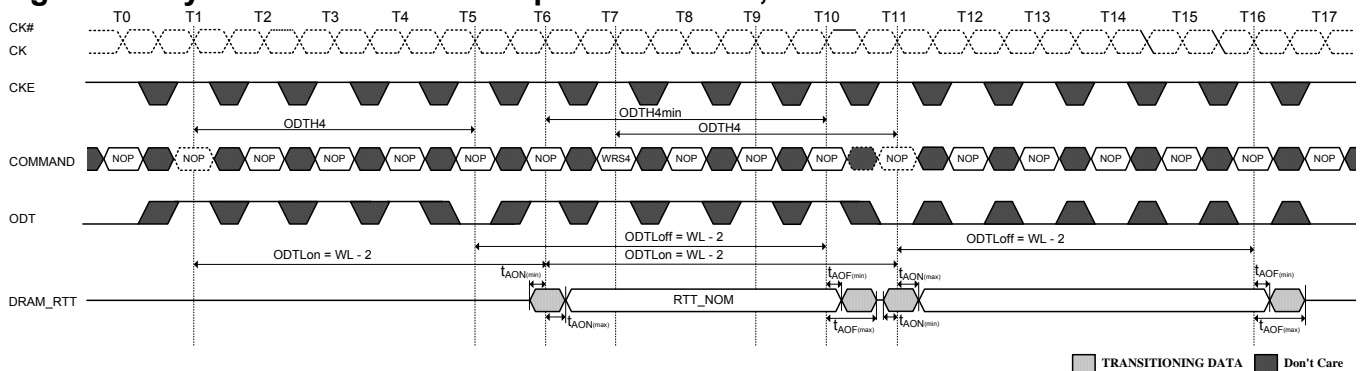 T0 T1 T2 T3 T4 T5 T6 T7 T8 T9 T10 T11 T12 T13 T14 T15 T16 T17
CK#
CK
CKE
ODTH4 ODTH4min
ODTH4
COMMAND NOP NOP NOP NOP NOP NOP NOP WRS4 NOP NOP NOP NOP NOP NOP NOP NOP NOP NOP
ODT
ODTLoff = WL - 2 ODTLoff = WL - 2
ODTLon = WL - 2 ODTLon = WL - 2
tAON(min) tAOF(min) tAON(max) tAOF(min)
DRAM_RTT RTT_NOM
tAON(max) tAOF(max) tAON(min) tAOF(max)
TRANSITIONING DATA Don't Care